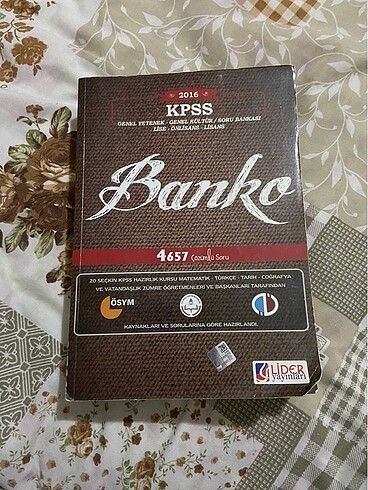 2016
KPSS
GENEL YETENEK - GENEL KÜLTÜR / SORU BANKASI
LİSE - ÖNLİSANS - LİSANS
Banko
4657 Çözümlü Soru
20 SEÇKİN KPSS HAZIRLIK KURSU MATEMATİK - TÜRKÇE - TARİH - COĞRAFYA
VE VATANDAŞLIK ZÜMRE ÖĞRETMENLERİ VE BAŞKANLARI TARAFINDAN
ÖSYM
KAYNAKLARI VE SORULARINA GÖRE HAZIRLANDI.
LİDER
yayınları